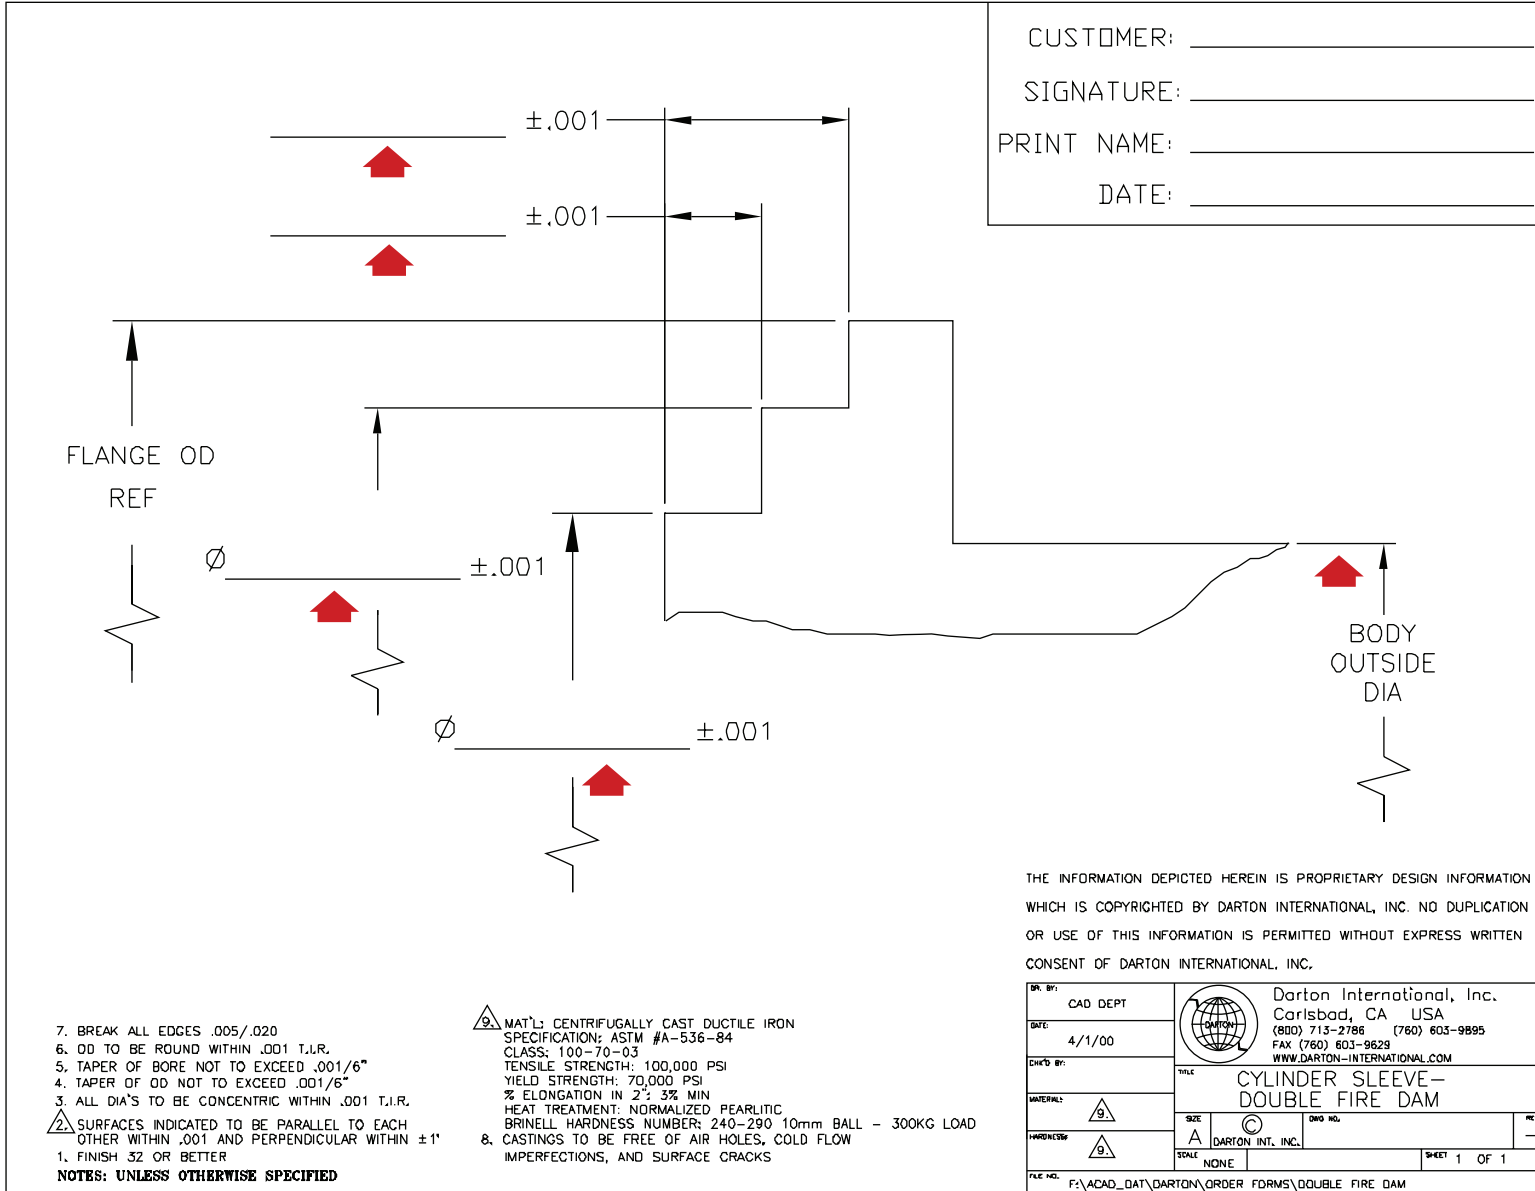 CUSTOMER:
SIGNATURE:
PRINT NAME:
DATE:
±.001
±.001
FLANGE OD
REF
Ø ±.001
Ø ±.001
BODY
OUTSIDE
DIA
THE INFORMATION DEPICTED HEREIN IS PROPRIETARY DESIGN INFORMATION
WHICH IS COPYRIGHTED BY DARTON INTERNATIONAL, INC. NO DUPLICATION
OR USE OF THIS INFORMATION IS PERMITTED WITHOUT EXPRESS WRITTEN
CONSENT OF DARTON INTERNATIONAL, INC.
7. BREAK ALL EDGES .005/.020
6. OD TO BE ROUND WITHIN .001 T.I.R.
5. TAPER OF BORE NOT TO EXCEED .001/6"
4. TAPER OF OD NOT TO EXCEED .001/6"
3. ALL DIA'S TO BE CONCENTRIC WITHIN .001 T.I.R.
2. SURFACES INDICATED TO BE PARALLEL TO EACH
OTHER WITHIN .001 AND PERPENDICULAR WITHIN ±1'
1. FINISH 32 OR BETTER
NOTES: UNLESS OTHERWISE SPECIFIED
9. MAT'L: CENTRIFUGALLY CAST DUCTILE IRON
SPECIFICATION: ASTM #A-536-84
CLASS: 100-70-03
TENSILE STRENGTH: 100,000 PSI
YIELD STRENGTH: 70,000 PSI
% ELONGATION IN 2": 3% MIN
HEAT TREATMENT: NORMALIZED PEARLITIC
BRINELL HARDNESS NUMBER: 240-290 10mm BALL - 300KG LOAD
8. CASTINGS TO BE FREE OF AIR HOLES, COLD FLOW
IMPERFECTIONS, AND SURFACE CRACKS
DR. BY:
CAD DEPT
DATE:
4/1/00
CHK'D BY:
MATERIAL:
9.
HARDNESS:
9.
DARTON
Darton International, Inc.
Carlsbad, CA USA
(800) 713-2786 (760) 603-9895
FAX (760) 603-9629
WWW.DARTON-INTERNATIONAL.COM
TITLE
CYLINDER SLEEVE-
DOUBLE FIRE DAM
SIZE
A
©
DARTON INT. INC.
DWG NO.
SCALE
NONE
SHEET 1 OF 1
FILE NO. F:\ACAD_DAT\DARTON\ORDER FORMS\DOUBLE FIRE DAM